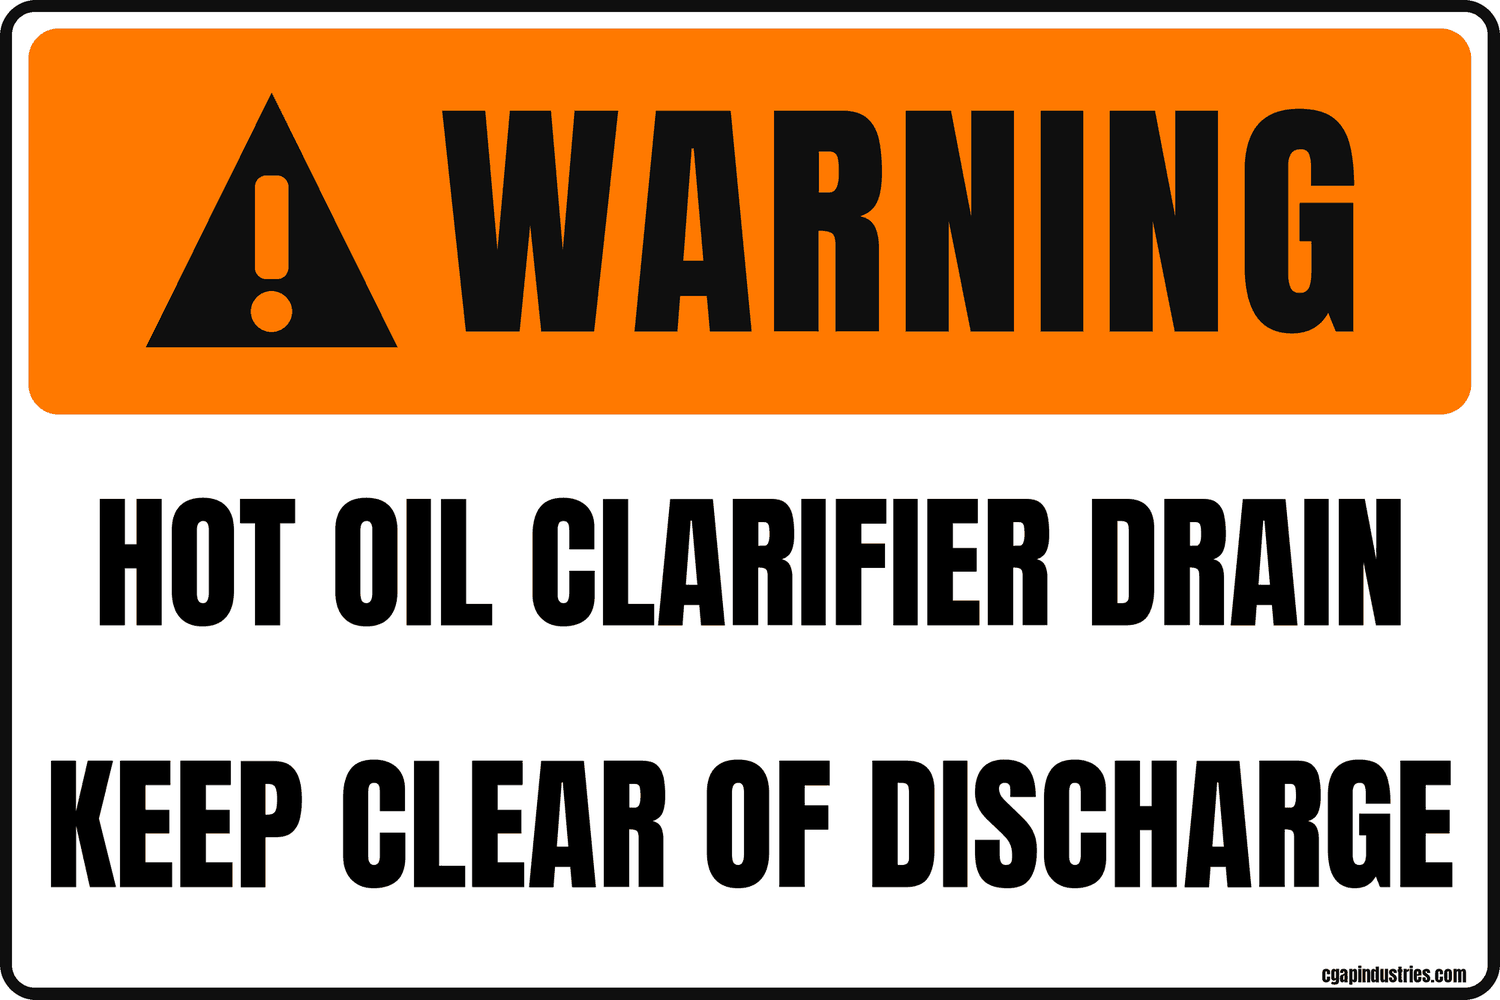 WARNING
HOT OIL CLARIFIER DRAIN
KEEP CLEAR OF DISCHARGE
cgapindustries.com